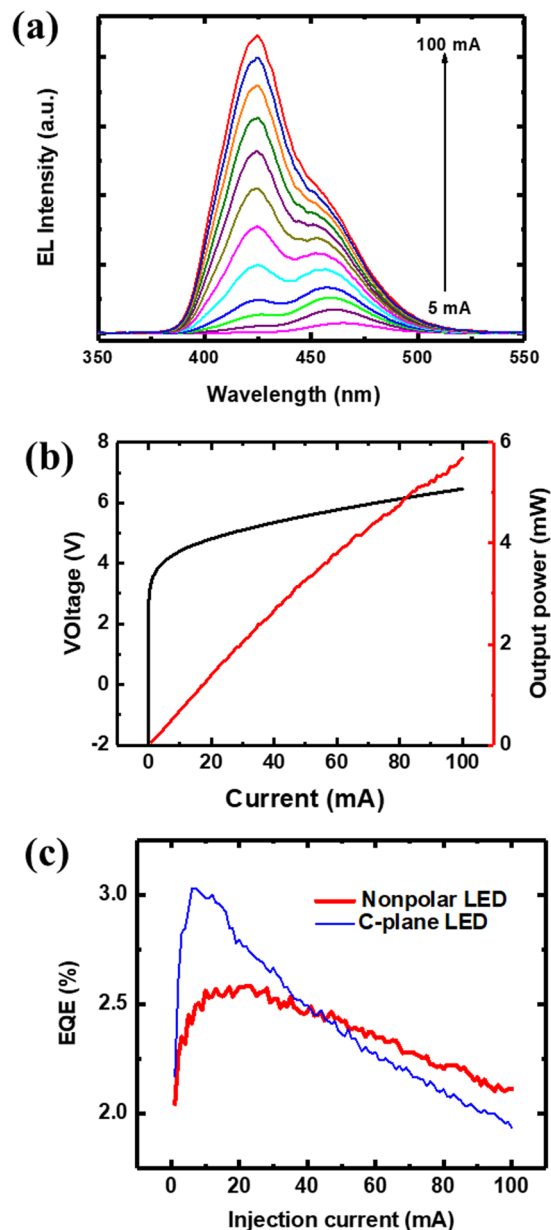 (a)
100 mA
EL Intensity (a.u.)
5 mA
350 400 450 500 550
Wavelength (nm)
(b)
8
6
4
2
0
-2
VOltage (V)
6
4
2
0
Output power (mW)
0 20 40 60 80 100
Current (mA)
(c)
3.0
2.5
2.0
EQE (%)
Nonpolar LED
C-plane LED
0 20 40 60 80 100
Injection current (mA)